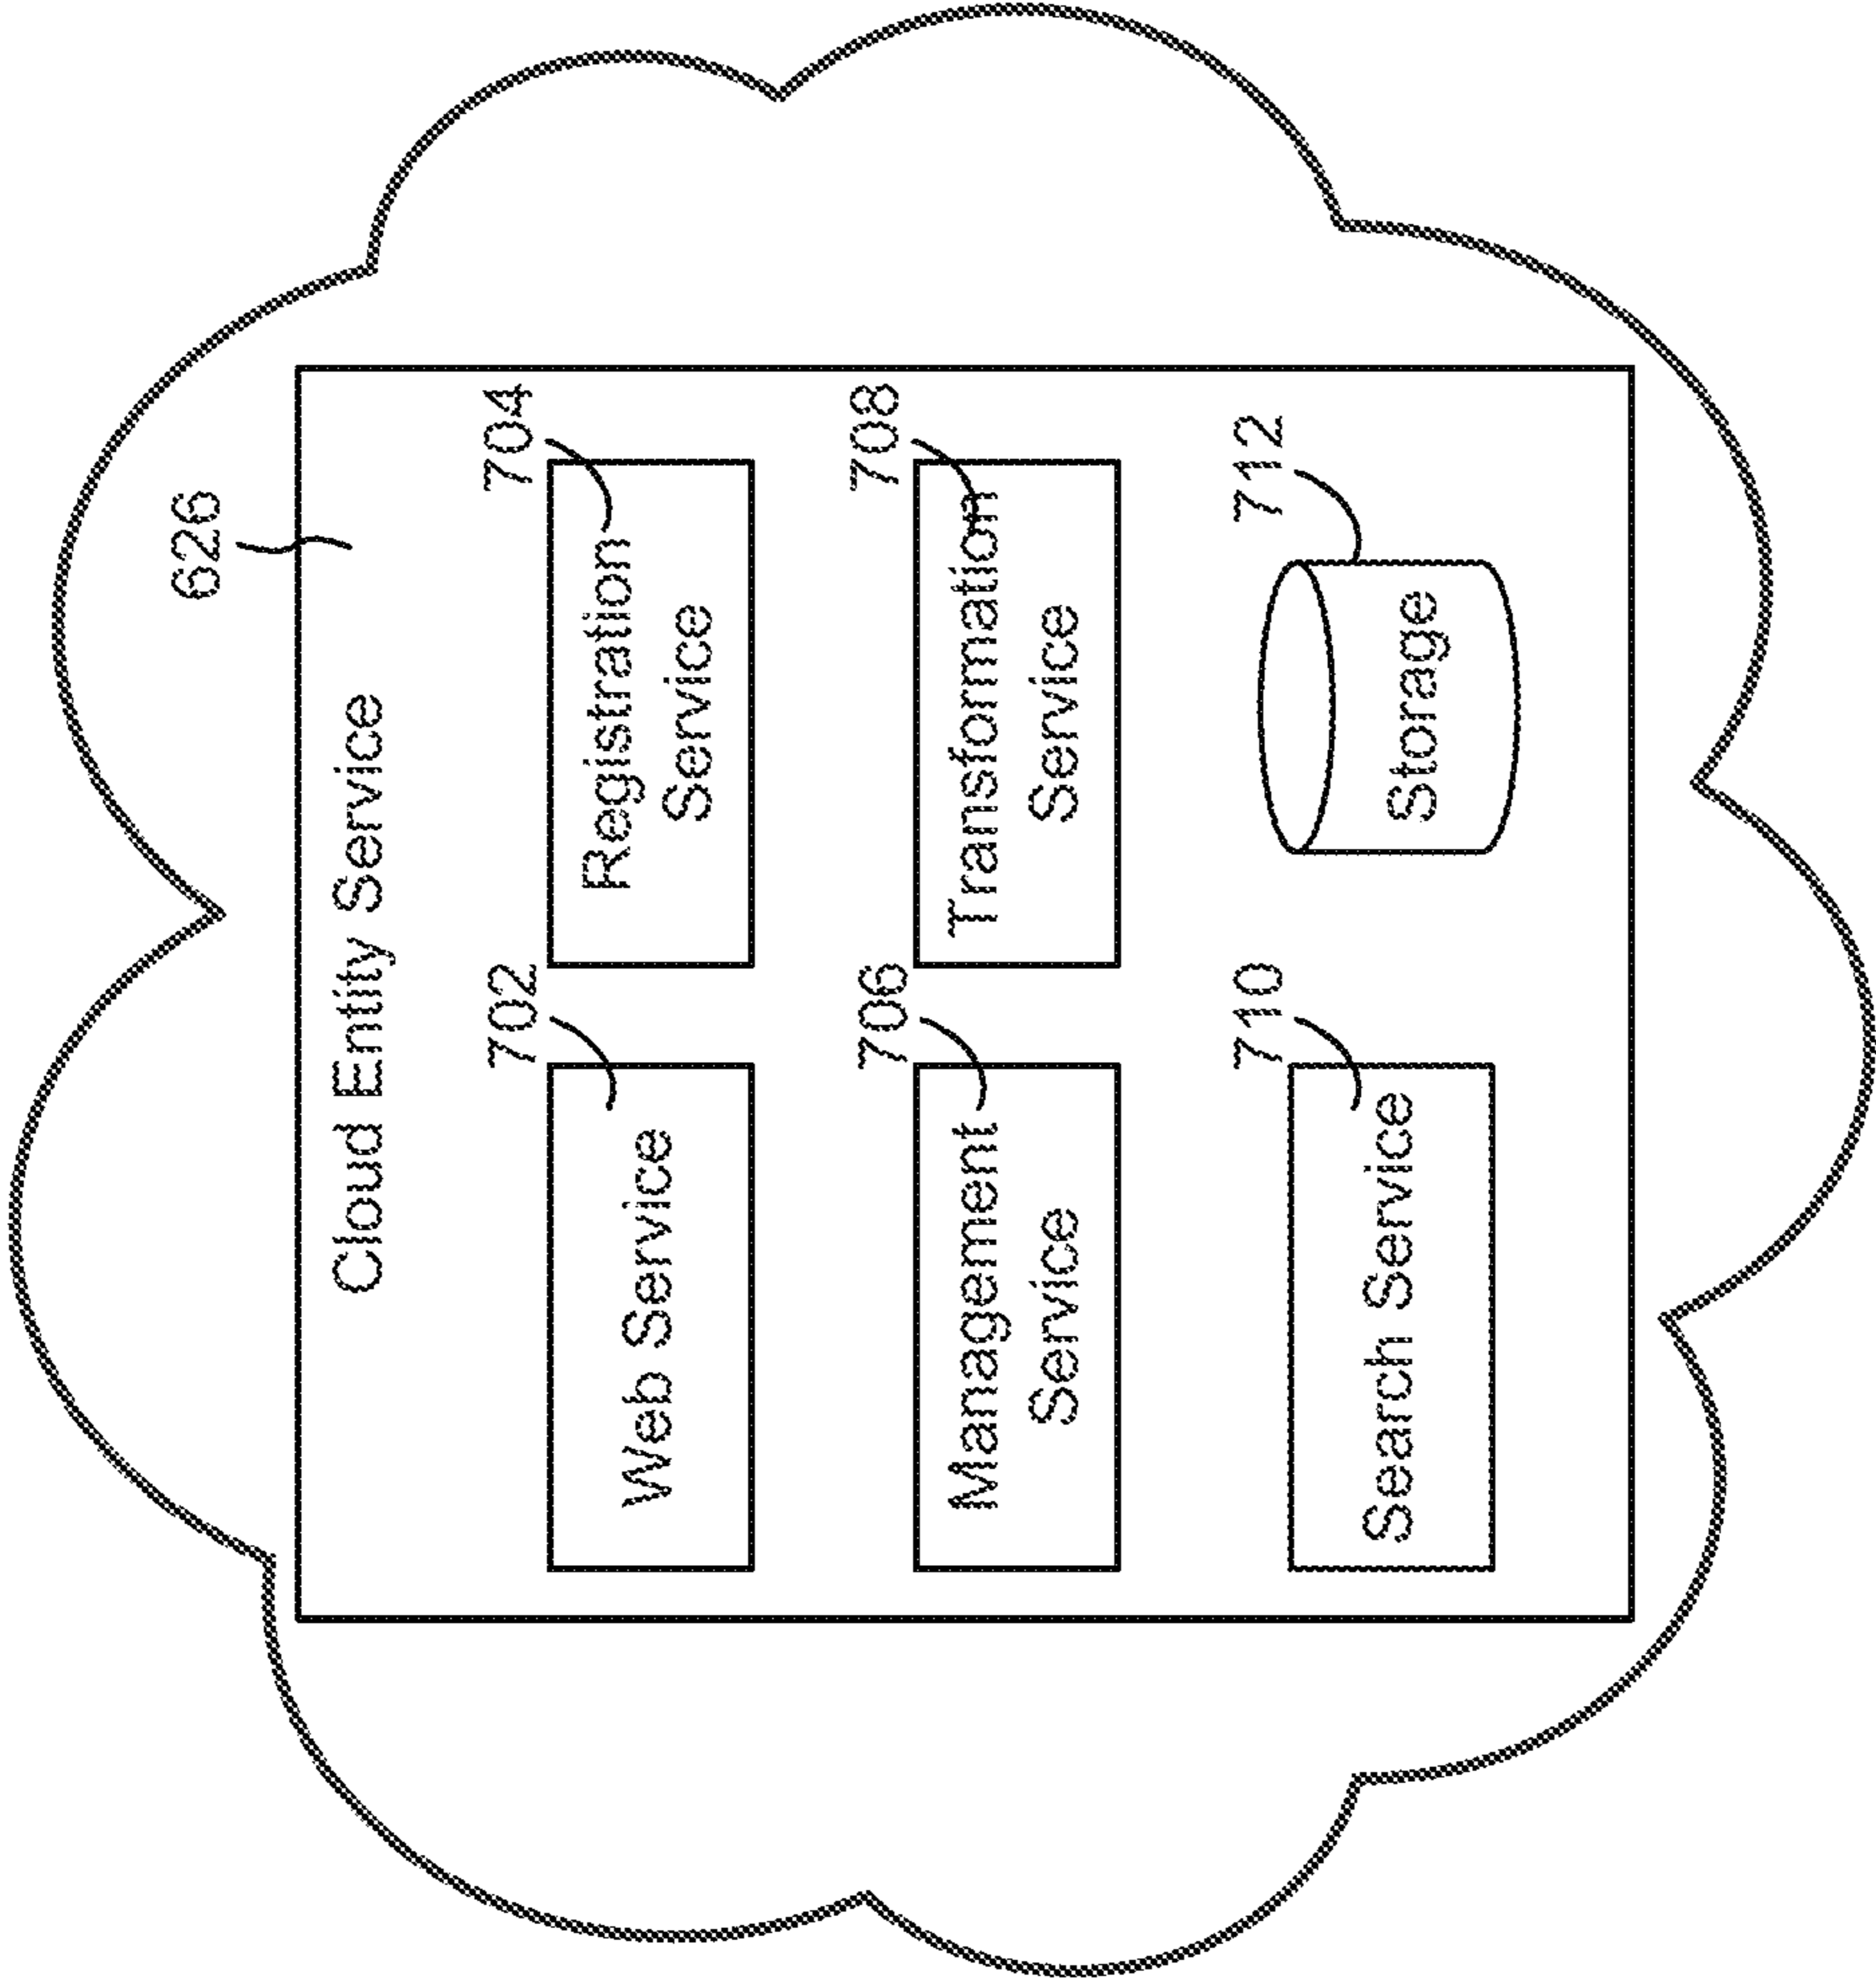 626
Cloud Entity Service
702
Web Service
704
Registration
Service
706
Management
Service
708
Transformation
Service
710
Search Service
712
Storage